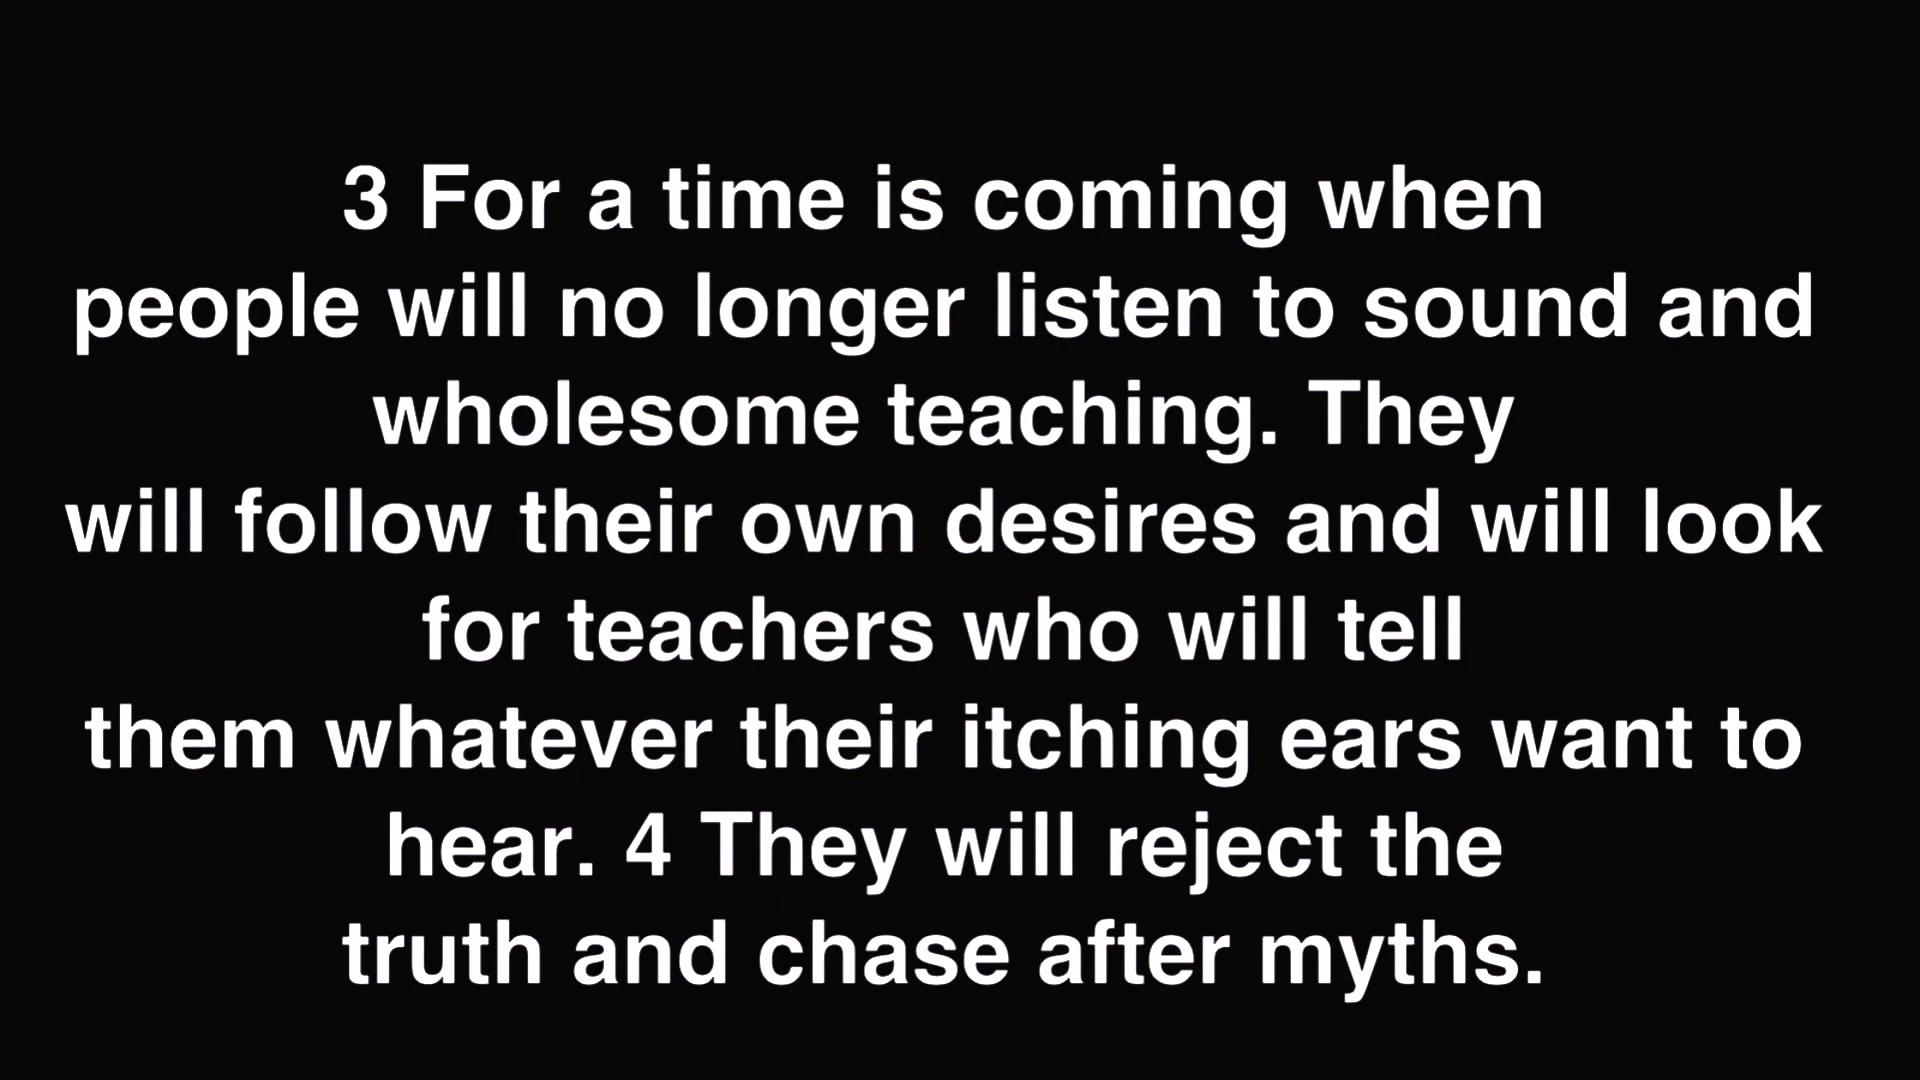 3 For a time is coming when
people will no longer listen to sound and
wholesome teaching. They
will follow their own desires and will look
for teachers who will tell
them whatever their itching ears want to
hear. 4 They will reject the
truth and chase after myths.